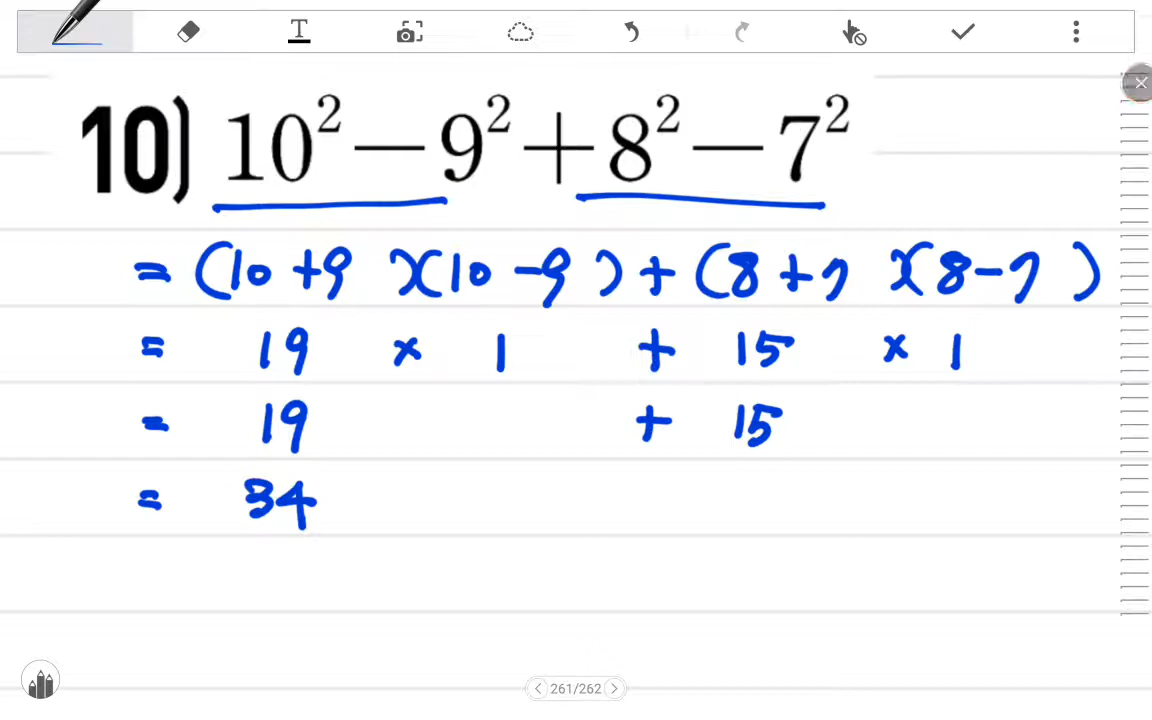 T
10) 10² − 9² + 8² − 7²
= (10 + 9 )(10 − 9 ) + (8 + 7 )(8 − 7 )
= 19 × 1 + 15 × 1
= 19 + 15
= 34
261/262